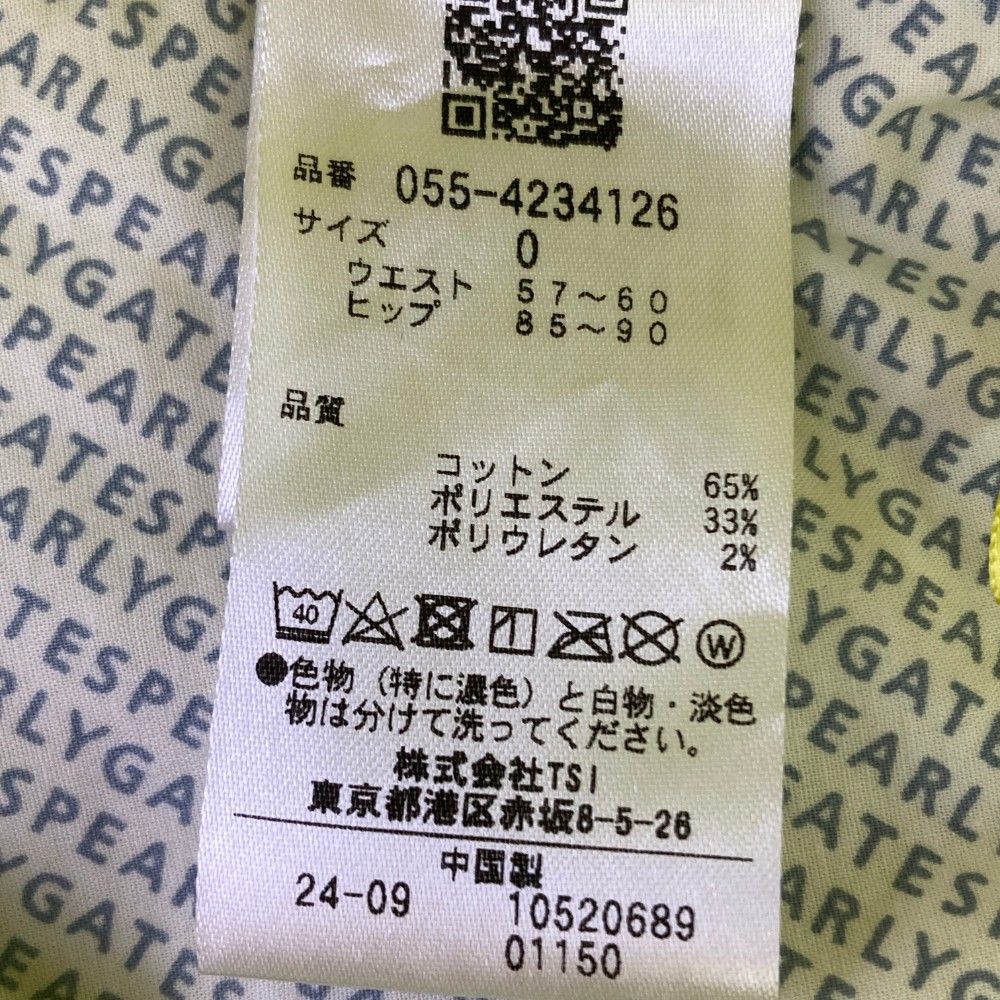 品番 055-4234126
サイズ 0
ウエスト 57～60
ヒップ 85～90
品質
コットン 65%
ポリエステル 33%
ポリウレタン 2%
40 W
●色物（特に濃色）と白物・淡色
物は分けて洗ってください。
株式会社TSI
東京都港区赤坂8-5-26
中国製
24-09 10520689
01150
PEARLYGATES